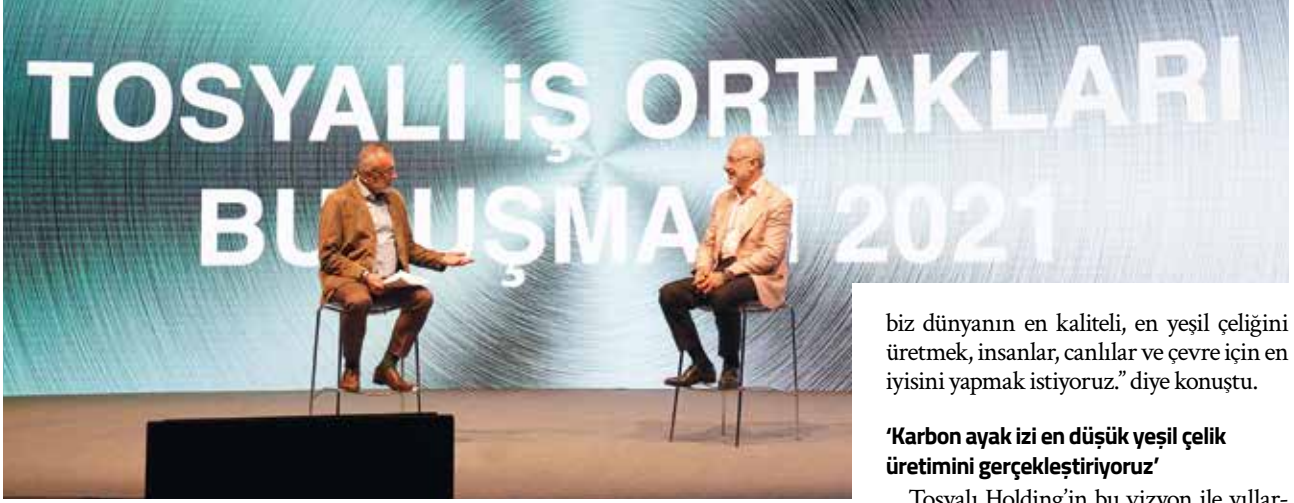 TOSYALI iŞ ORTAKLARI
2021
biz dünyanın en kaliteli, en yeşil çeliğini
üretmek, insanlar, canlılar ve çevre için en
iyisini yapmak istiyoruz.” diye konuştu.
‘Karbon ayak izi en düşük yeşil çelik
üretimini gerçekleştiriyoruz’
Tosyalı Holding’in bu vizyon ile yıllar-